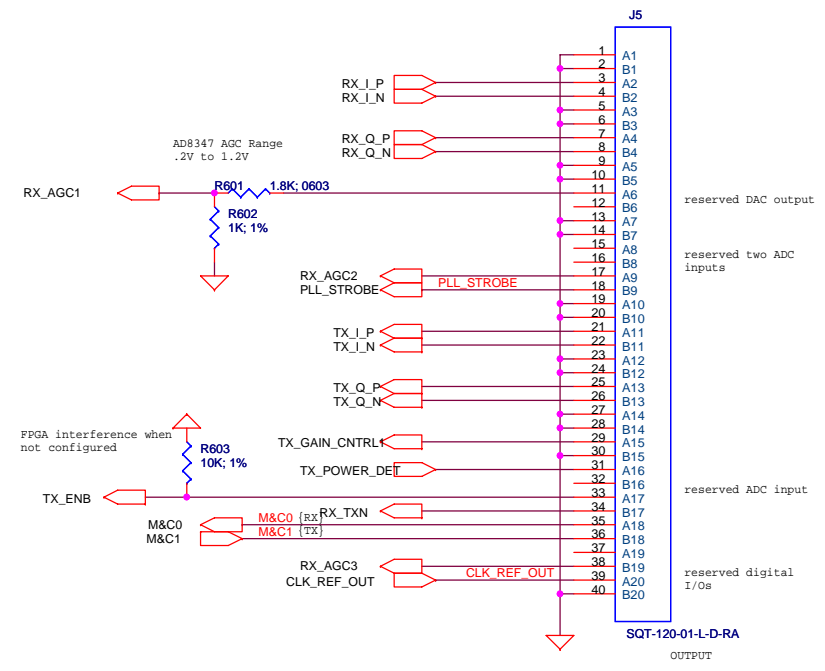 J5
1 A1
2 B1
RX_I_P 3 A2
RX_I_N 4 B2
5 A3
6 B3
AD8347 AGC Range
.2V to 1.2V
RX_Q_P 7 A4
RX_Q_N 8 B4
9 A5
10 B5
RX_AGC1 R601 1.8K; 0603 11 A6
12 B6 reserved DAC output
R602
1K; 1%
13 A7
14 B7
15 A8 reserved two ADC
16 B8 inputs
RX_AGC2 17 A9
PLL_STROBE PLL_STROBE 18 B9
19 A10
20 B10
TX_I_P 21 A11
TX_I_N 22 B11
23 A12
24 B12
TX_Q_P 25 A13
TX_Q_N 26 B13
27 A14
28 B14
FPGA interference when
not configured
R603
10K; 1%
TX_GAIN_CNTRL1 29 A15
30 B15
TX_POWER_DET 31 A16
32 B16 reserved ADC input
TX_ENB 33 A17
RX_TXN 34 B17
M&C0 M&C0 {RX} 35 A18
M&C1 M&C1 {TX} 36 B18
37 A19
RX_AGC3 38 B19
CLK_REF_OUT CLK_REF_OUT 39 A20
40 B20
reserved digital
I/Os
SQT-120-01-L-D-RA
OUTPUT